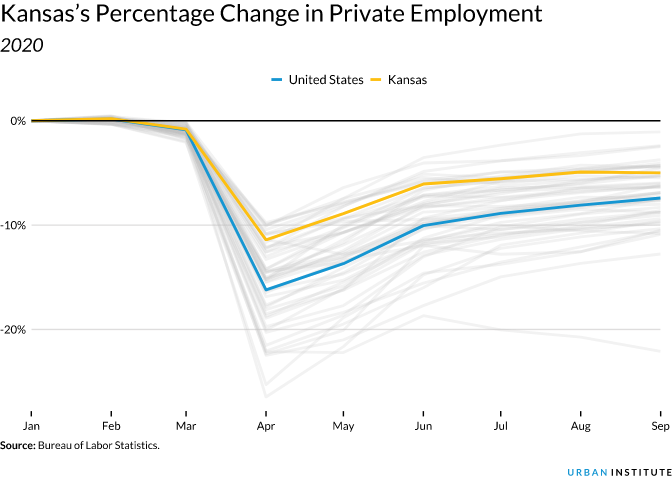 Kansas's Percentage Change in Private Employment
2020
United States Kansas
0%
-10%
-20%
Jan Feb Mar Apr May Jun Jul Aug Sep
Source: Bureau of Labor Statistics.
URBAN INSTITUTE